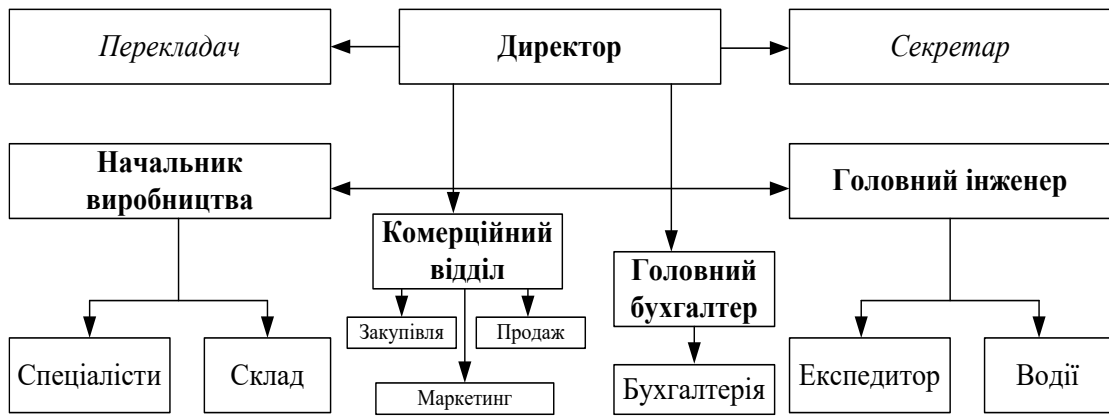 Перекладач
Директор
Секретар
Начальник
виробництва
Головний інженер
Комерційний
відділ
Головний
бухгалтер
Закупівля
Продаж
Маркетинг
Спеціалісти
Склад
Бухгалтерія
Експедитор
Водії